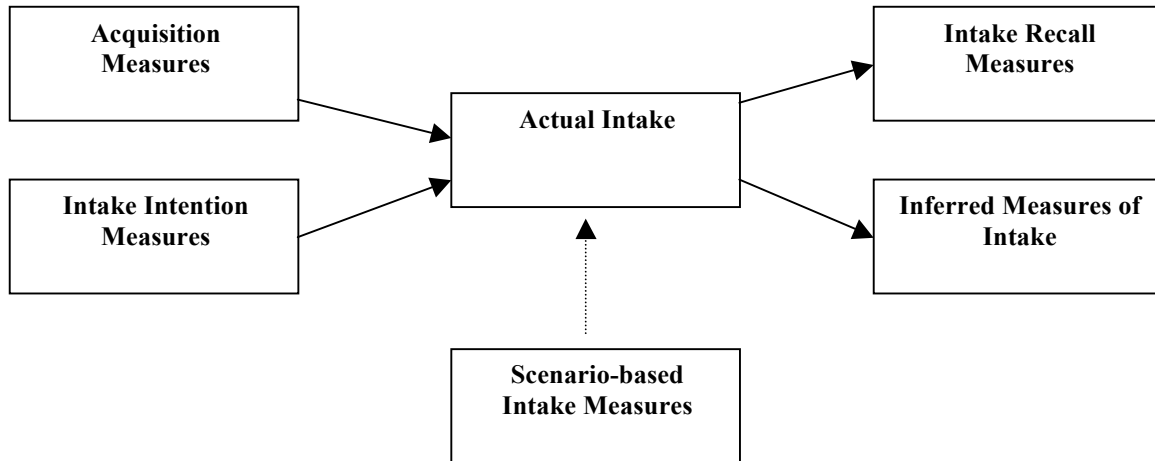 Acquisition
Measures
Intake Recall
Measures
Actual Intake
Intake Intention
Measures
Inferred Measures of
Intake
Scenario-based
Intake Measures